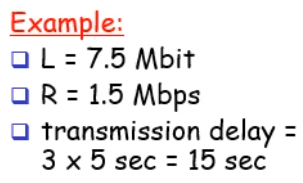 Example:
L = 7.5 Mbit
R = 1.5 Mbps
transmission delay =
3 x 5 sec = 15 sec